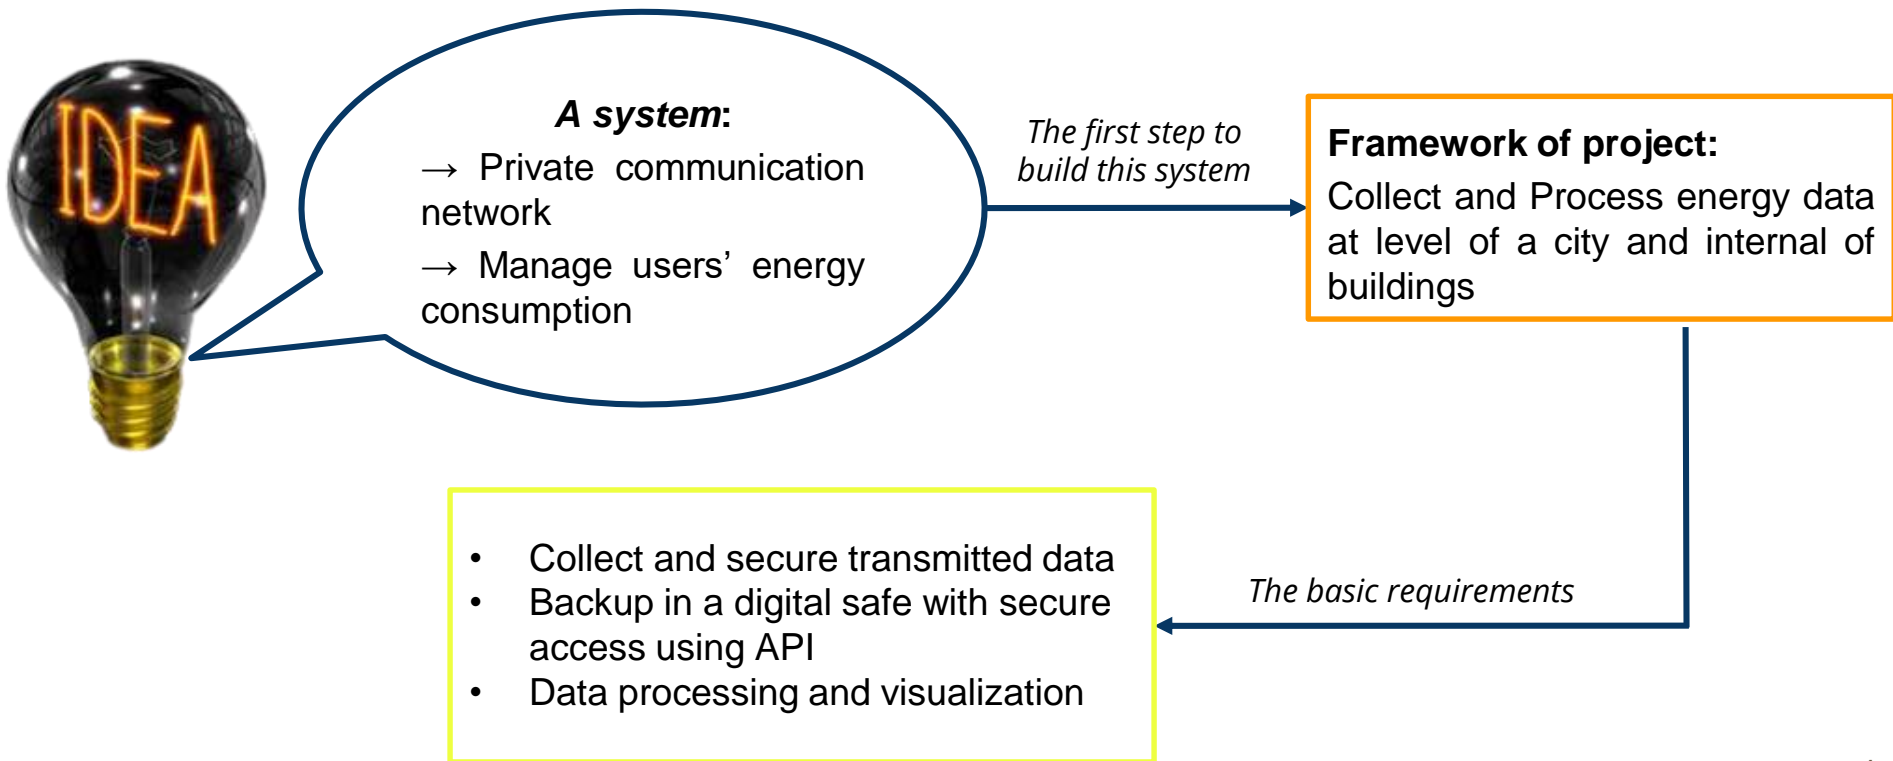 IDEA
A system:
→ Private communication
network
→ Manage users’ energy
consumption
The first step to
build this system
Framework of project:
Collect and Process energy data
at level of a city and internal of
buildings
The basic requirements
• Collect and secure transmitted data
• Backup in a digital safe with secure
access using API
• Data processing and visualization